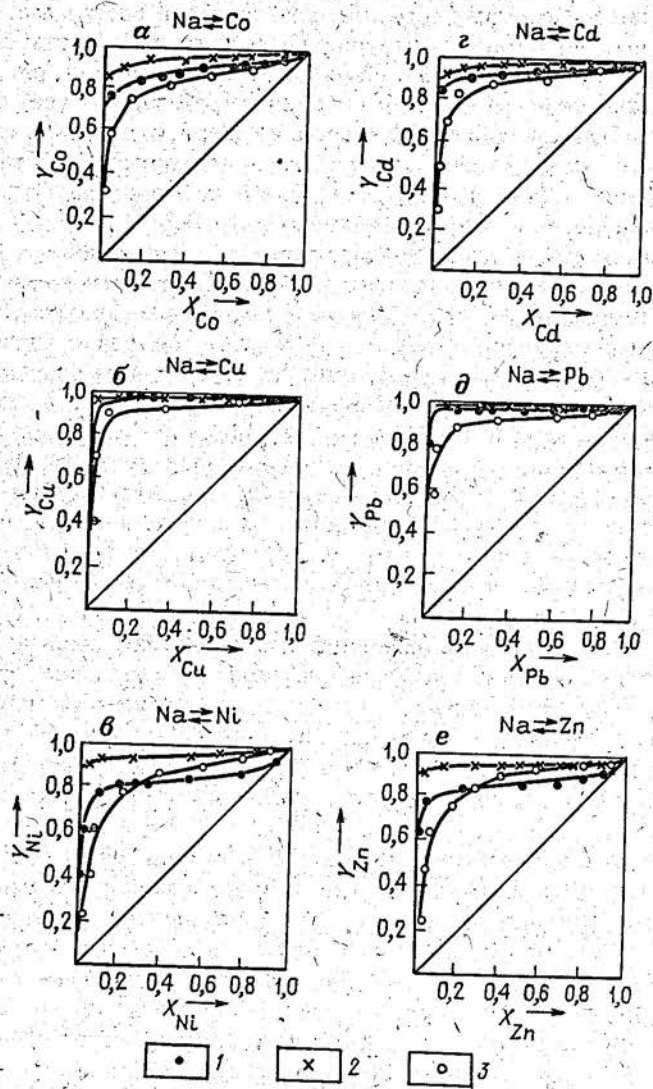 а Na⇄Co
1,0
0,8
0,6
0,4
0,2
Y_Co
0,2 0,4 0,6 0,8 1,0
X_Co
г Na⇄Cd
1,0
0,8
0,6
0,4
0,2
Y_Cd
0,2 0,4 0,6 0,8 1,0
X_Cd
б Na⇄Cu
1,0
0,8
0,6
0,4
0,2
Y_Cu
0,2 0,4 0,6 0,8 1,0
X_Cu
д Na⇄Pb
1,0
0,8
0,6
0,4
0,2
Y_Pb
0,2 0,4 0,6 0,8 1,0
X_Pb
в Na⇄Ni
1,0
0,8
0,6
0,4
0,2
Y_Ni
0,2 0,4 0,6 0,8 1,0
X_Ni
е Na⇄Zn
1,0
0,8
0,6
0,4
0,2
Y_Zn
0,2 0,4 0,6 0,8 1,0
X_Zn
1 2 3